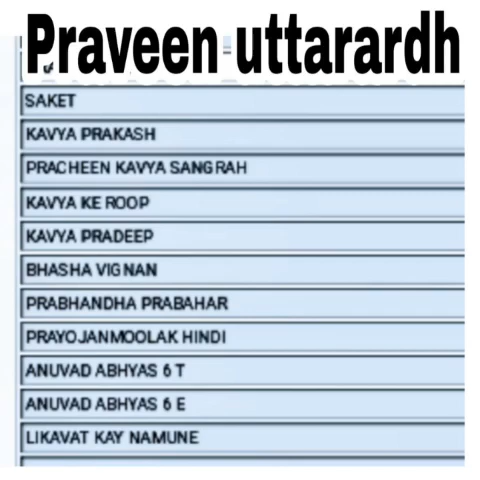 Praveen uttarardh
SAKET
KAVYA PRAKASH
PRACHEEN KAVYA SANGRAH
KAVYA KE ROOP
KAVYA PRADEEP
BHASHA VIGNAN
PRABHANDHA PRABAHAR
PRAYOJANMOOLAK HINDI
ANUVAD ABHYAS 6 T
ANUVAD ABHYAS 6 E
LIKAVAT KAY NAMUNE